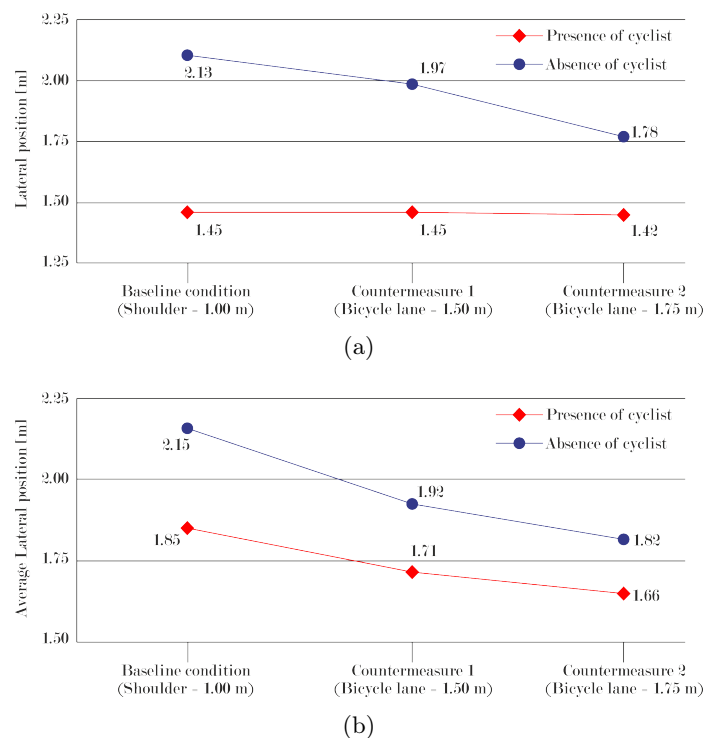 2.25
Presence of cyclist
Absence of cyclist
2.13
1.97
2.00
1.78
1.75
Lateral position [m]
1.50
1.45
1.45
1.42
1.25
Baseline condition
(Shoulder - 1.00 m)
Countermeasure 1
(Bicycle lane - 1.50 m)
Countermeasure 2
(Bicycle lane - 1.75 m)
(a)
2.25
Presence of cyclist
Absence of cyclist
2.15
2.00
1.92
1.85
1.82
1.75
1.71
1.66
Average Lateral position [m]
1.50
Baseline condition
(Shoulder - 1.00 m)
Countermeasure 1
(Bicycle lane - 1.50 m)
Countermeasure 2
(Bicycle lane - 1.75 m)
(b)